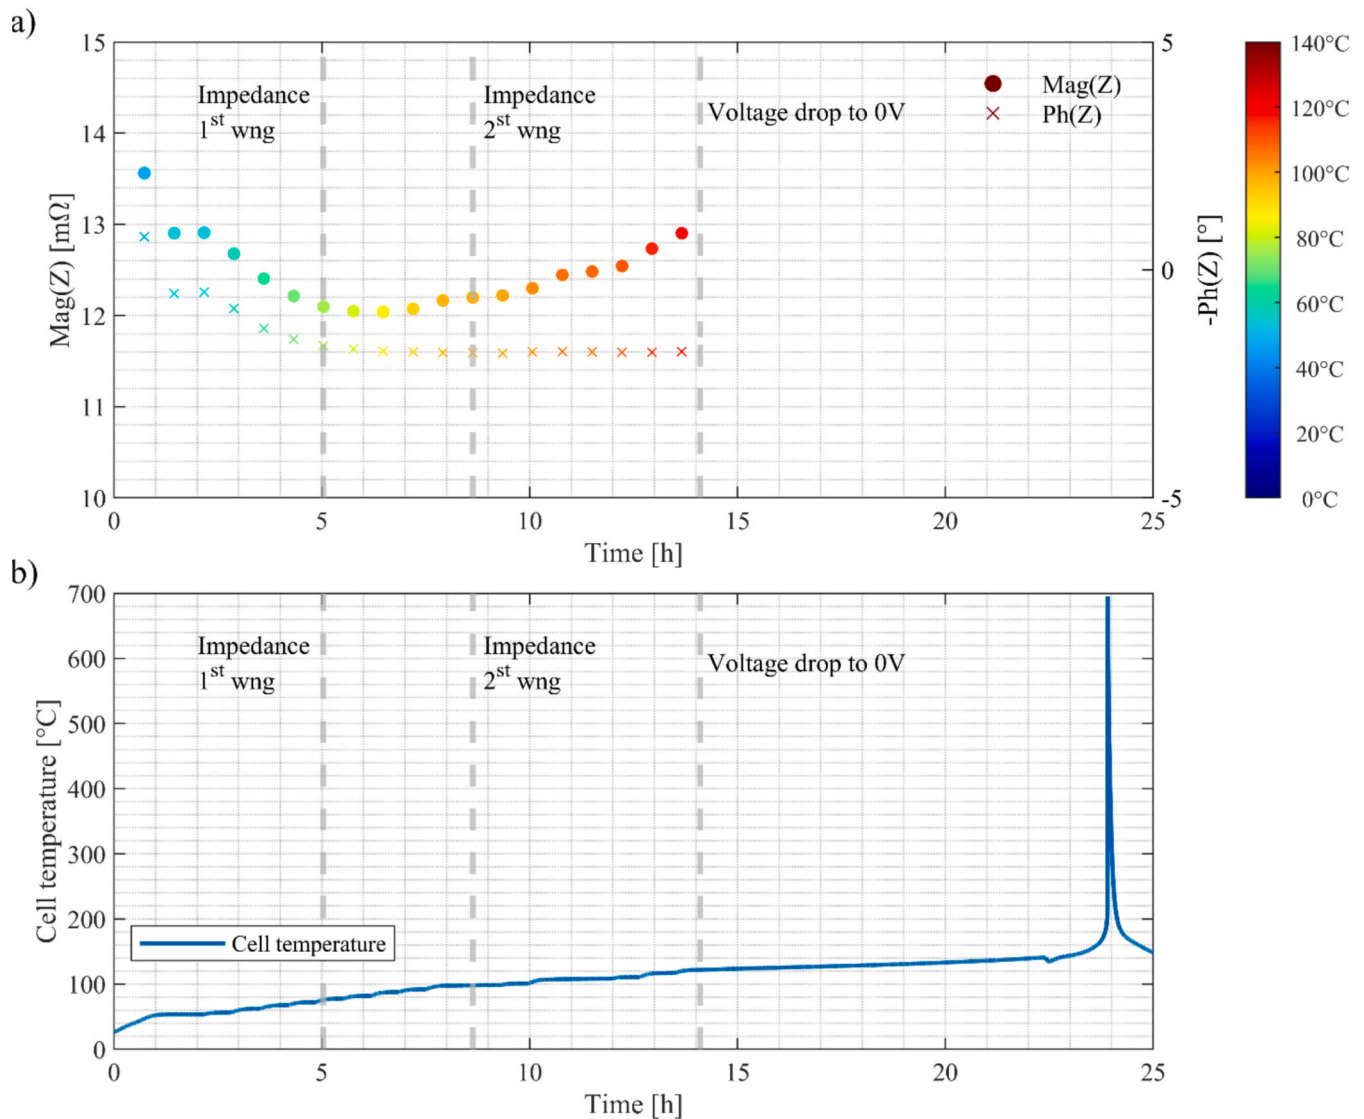 a)
15
14
13
12
11
10
Mag(Z) [mΩ]
Impedance
1st wng
Impedance
2st wng
Voltage drop to 0V
Mag(Z)
Ph(Z)
5
0
-5
-Ph(Z) [°]
140°C
120°C
100°C
80°C
60°C
40°C
20°C
0°C
0 5 10 15 20 25
Time [h]
b)
700
600
500
400
300
200
100
0
Cell temperature [°C]
Impedance
1st wng
Impedance
2st wng
Voltage drop to 0V
Cell temperature
0 5 10 15 20 25
Time [h]